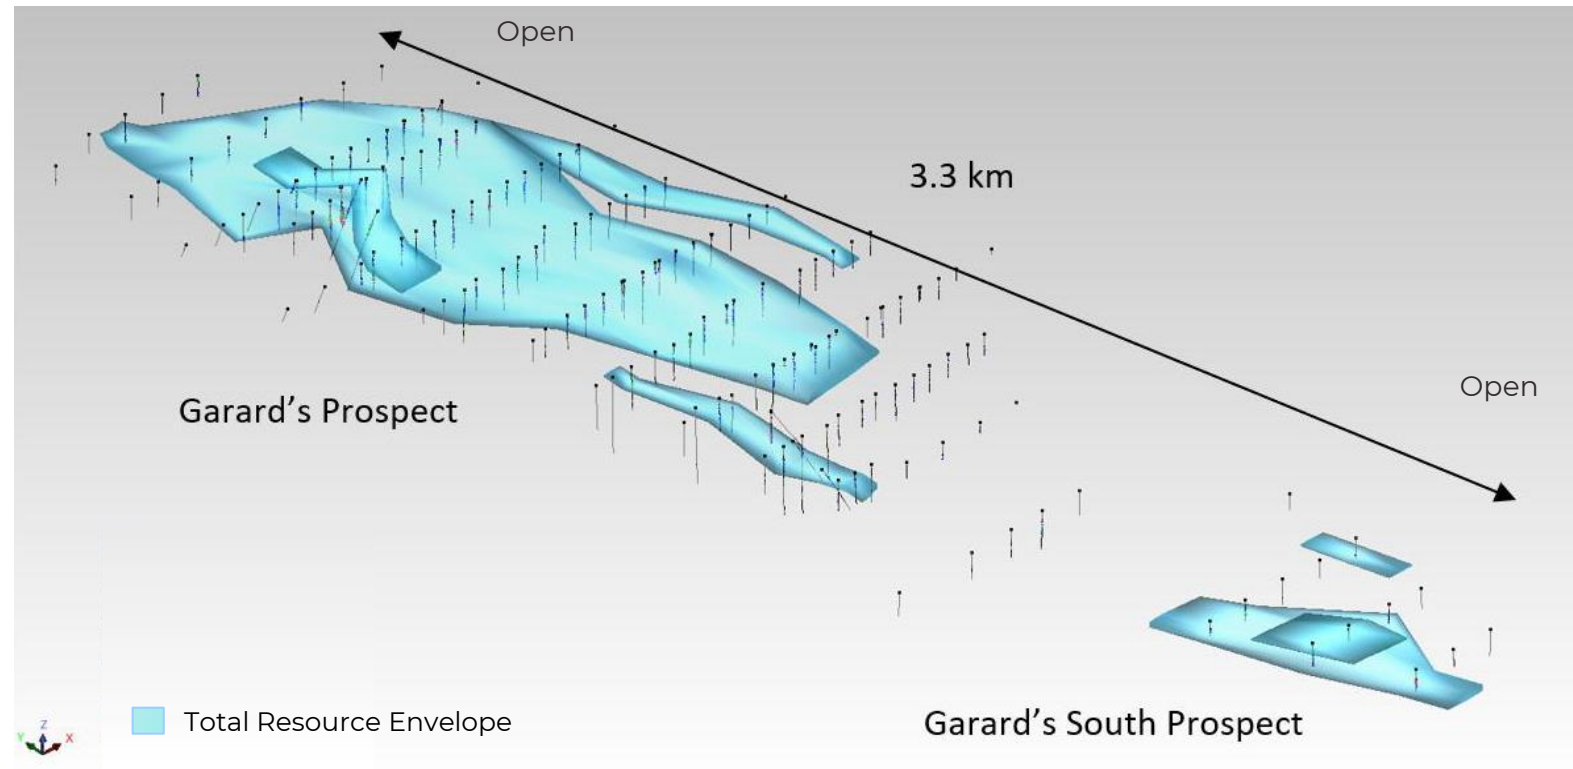 Open
3.3 km
Open
Garard’s Prospect
Total Resource Envelope
Garard’s South Prospect
Z
Y
X